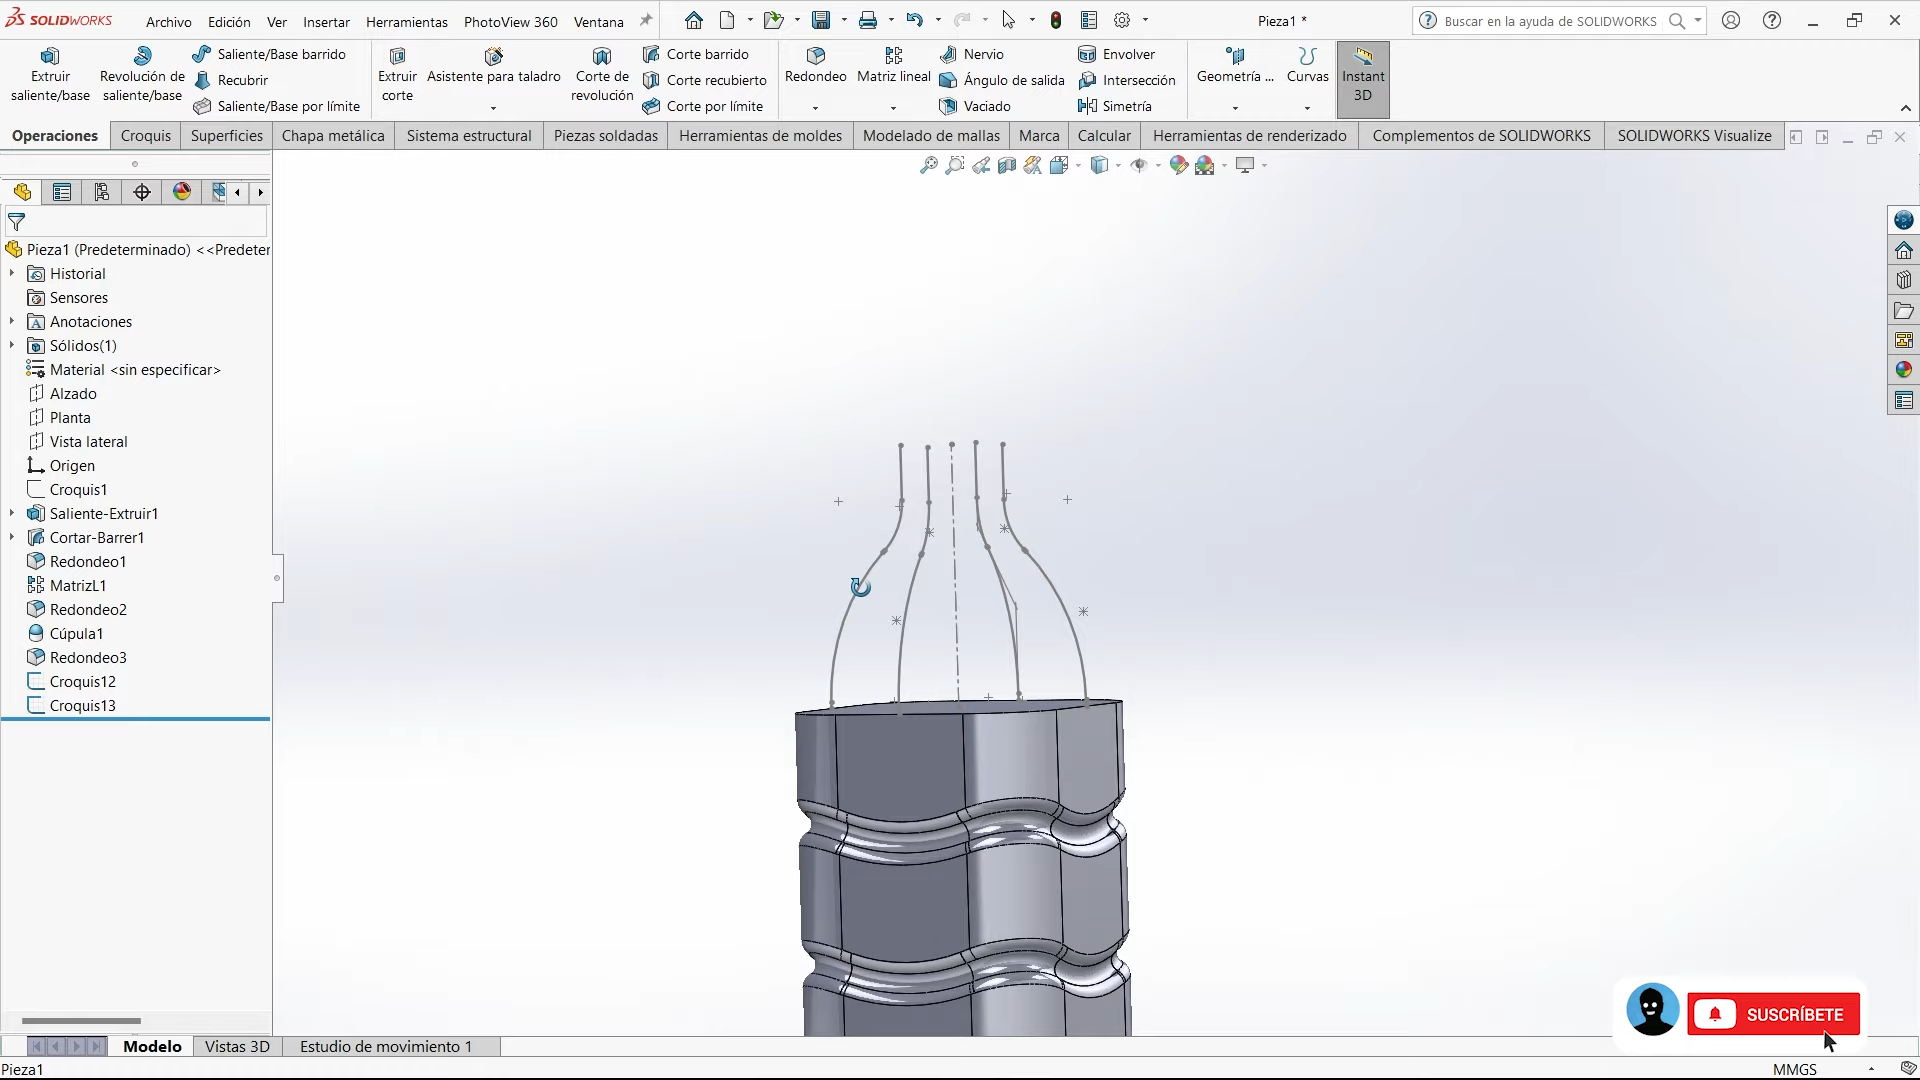 SOLIDWORKS
Archivo Edición Ver Insertar Herramientas PhotoView 360 Ventana
Pieza1 *
Buscar en la ayuda de SOLIDWORKS
Extruir saliente/base
Revolución de saliente/base
Saliente/Base barrido
Recubrir
Saliente/Base por límite
Extruir corte
Asistente para taladro
Corte de revolución
Corte barrido
Corte recubierto
Corte por límite
Redondeo
Matriz lineal
Nervio
Ángulo de salida
Vaciado
Envolver
Intersección
Simetría
Geometría ...
Curvas
Instant 3D
Operaciones Croquis Superficies Chapa metálica Sistema estructural Piezas soldadas Herramientas de moldes Modelado de mallas Marca Calcular Herramientas de renderizado Complementos de SOLIDWORKS SOLIDWORKS Visualize
Pieza1 (Predeterminado) <<Predeter
Historial
Sensores
Anotaciones
Sólidos(1)
Material <sin especificar>
Alzado
Planta
Vista lateral
Origen
Croquis1
Saliente-Extruir1
Cortar-Barrer1
Redondeo1
MatrizL1
Redondeo2
Cúpula1
Redondeo3
Croquis12
Croquis13
SUSCRÍBETE
Modelo Vistas 3D Estudio de movimiento 1
Pieza1
MMGS